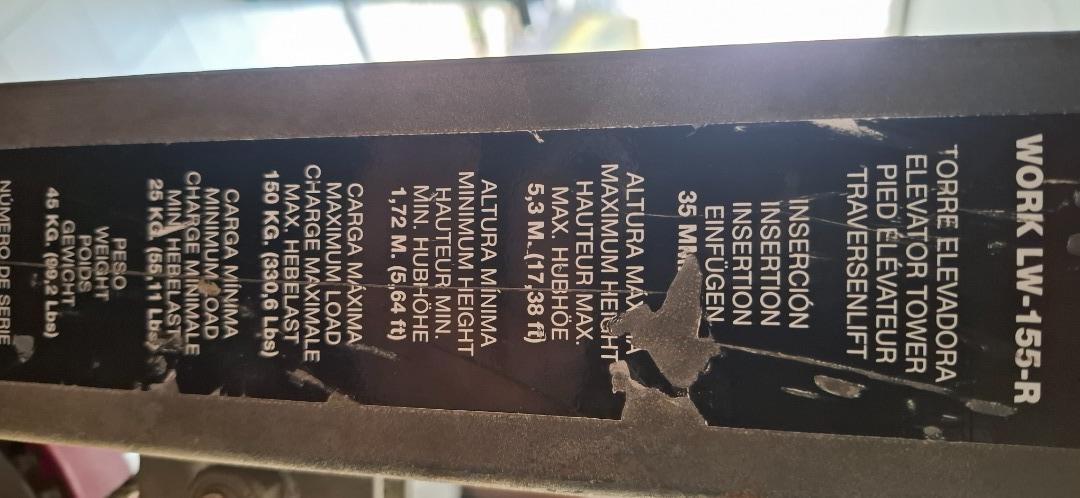 WORK LW-155-R
TORRE ELEVADORA
ELEVATOR TOWER
PIED ÉLÉVATEUR
TRAVERSENLIFT
INSERCIÓN
INSERTION
INSERTION
EINFÜGEN
35 MM
ALTURA MÁXIMA
MAXIMUM HEIGHT
HAUTEUR MAX.
MAX. HUBHÖE
5,3 M. (17,38 ft)
ALTURA MÍNIMA
MINIMUM HEIGHT
HAUTEUR MIN.
MIN. HUBHÖHE
1,72 M. (5,64 ft)
CARGA MÁXIMA
MAXIMUM LOAD
CHARGE MAXIMALE
MAX. HEBELAST
150 KG. (330,6 Lbs)
CARGA MÍNIMA
MINIMUM LOAD
CHARGE MINIMALE
MIN. HEBELAST
25 KG. (55,11 Lbs)
PESO
WEIGHT
POIDS
GEWICHT
45 KG. (99,2 Lbs)
NÚMERO DE SERIE